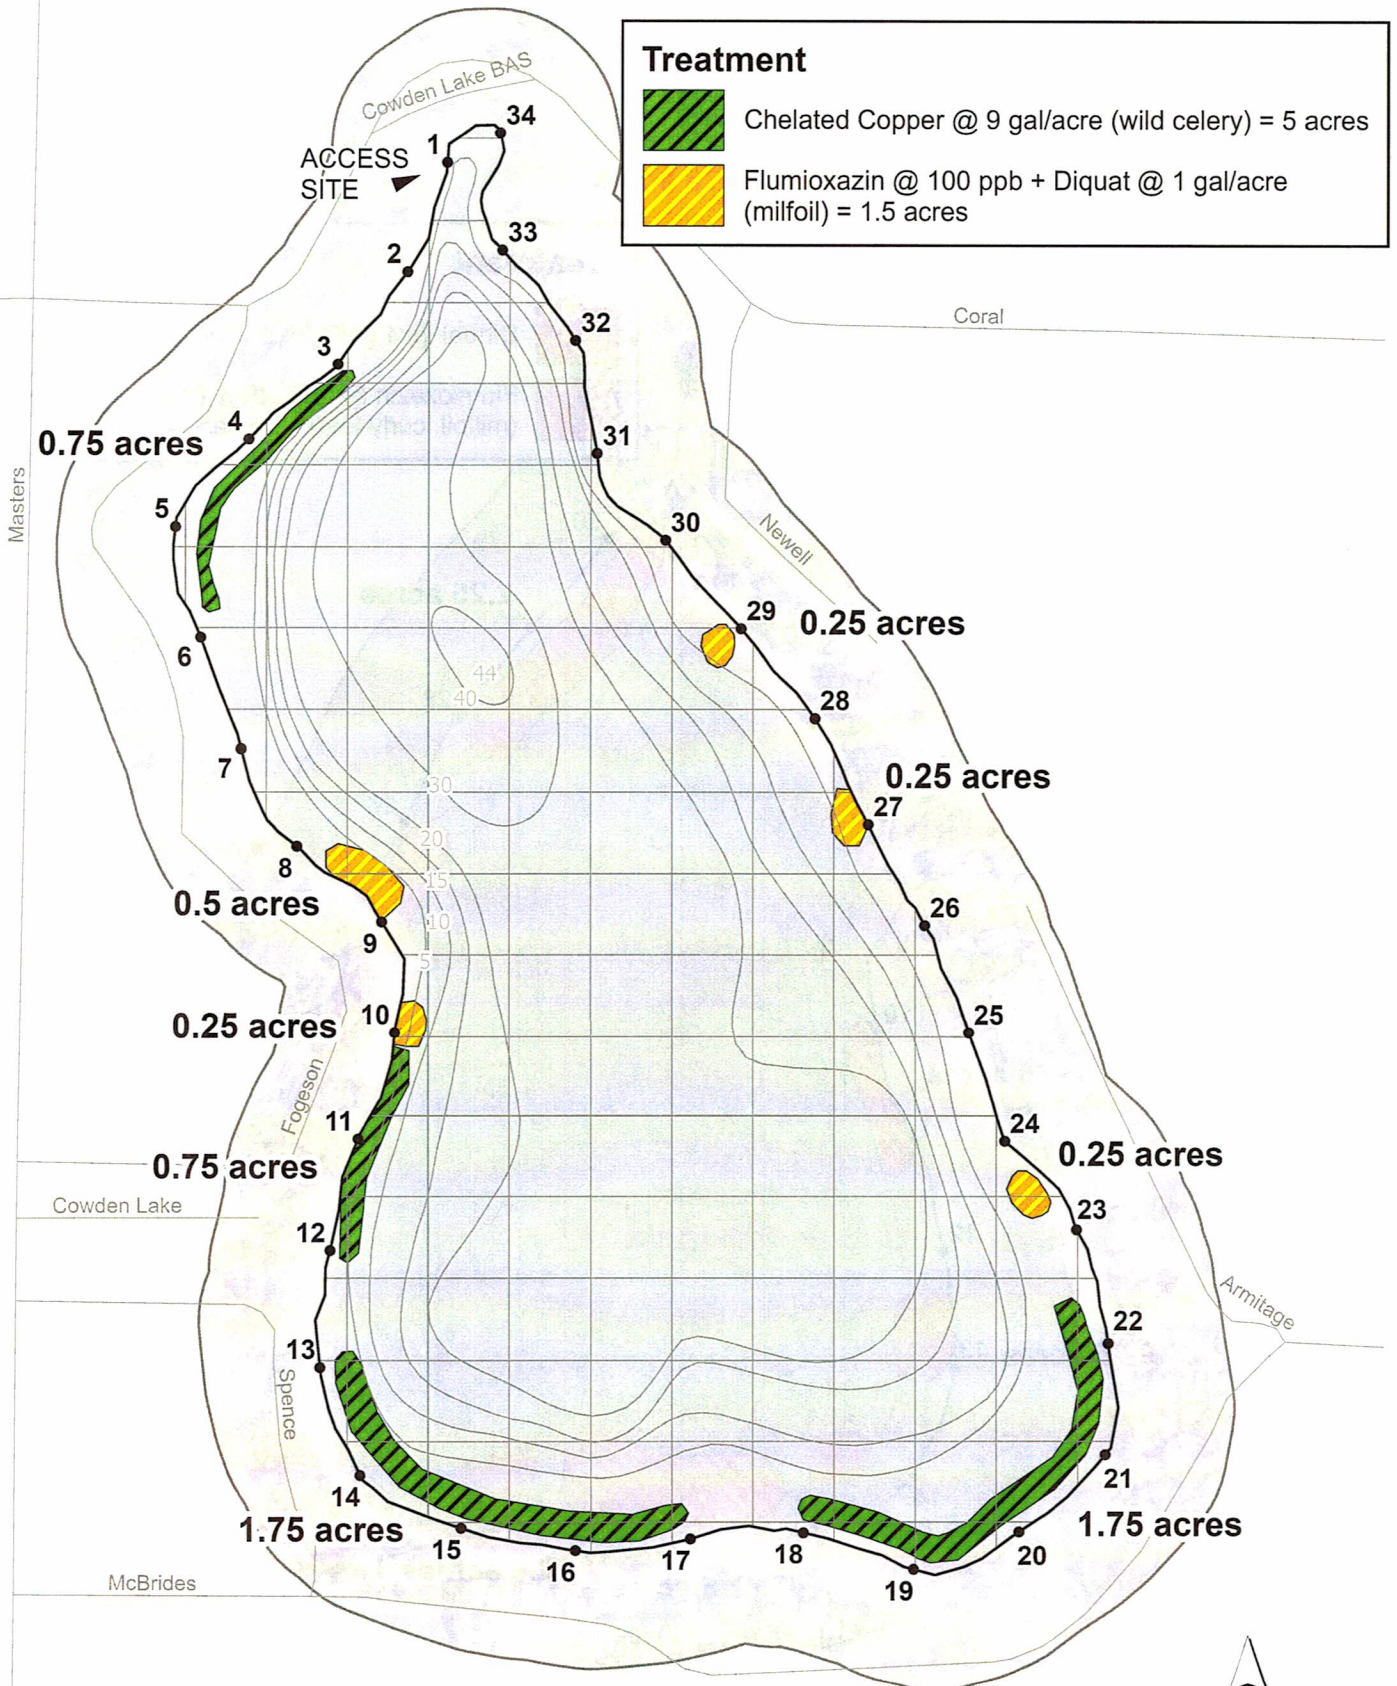 Treatment
Chelated Copper @ 9 gal/acre (wild celery) = 5 acres
Flumioxazin @ 100 ppb + Diquat @ 1 gal/acre
(milfoil) = 1.5 acres
Cowden Lake BAS
34
1
ACCESS
SITE
33
2
Coral
32
3
4
0.75 acres
31
Masters
5
30
Newell
29
0.25 acres
6
44'
40
28
7
0.25 acres
30
27
20
8
15
0.5 acres
10
26
9
5
10
0.25 acres
25
Fogeson
11
24
0.25 acres
0.75 acres
Cowden Lake
23
12
Armitage
22
13
Spence
21
14
1.75 acres
1.75 acres
15
16
17
18
19
20
McBrides